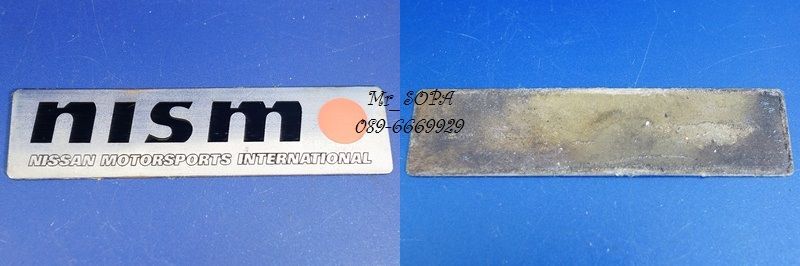 nism
NISSAN MOTORSPORTS INTERNATIONAL
Mr_SOPA
089-6669929